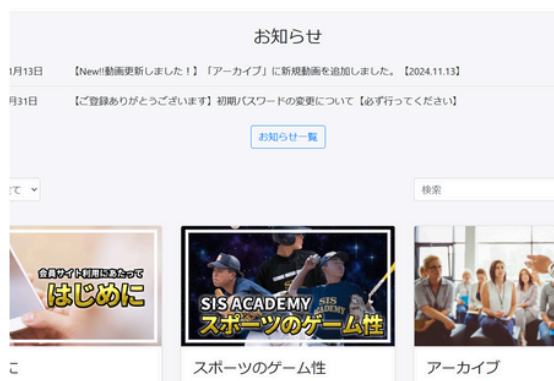 お知らせ
1月13日 【New!!動画更新しました！】「アーカイブ」に新規動画を追加しました。【2024.11.13】
月31日 【ご登録ありがとうございます】初期パスワードの変更について【必ず行ってください】
お知らせ一覧
て
検索
会員サイト利用にあたって
はじめに
SIS ACADEMY
スポーツのゲーム性
SIS
に
スポーツのゲーム性
アーカイブ